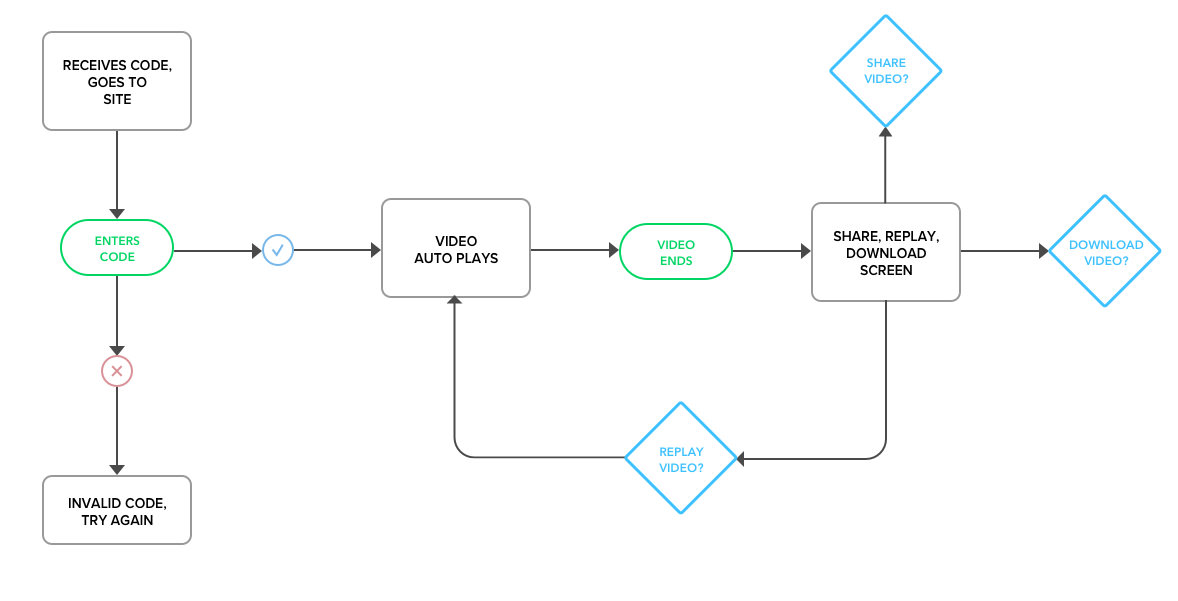 RECEIVES CODE,
GOES TO
SITE
ENTERS
CODE
INVALID CODE,
TRY AGAIN
VIDEO
AUTO PLAYS
VIDEO
ENDS
SHARE, REPLAY,
DOWNLOAD
SCREEN
SHARE
VIDEO?
DOWNLOAD
VIDEO?
REPLAY
VIDEO?